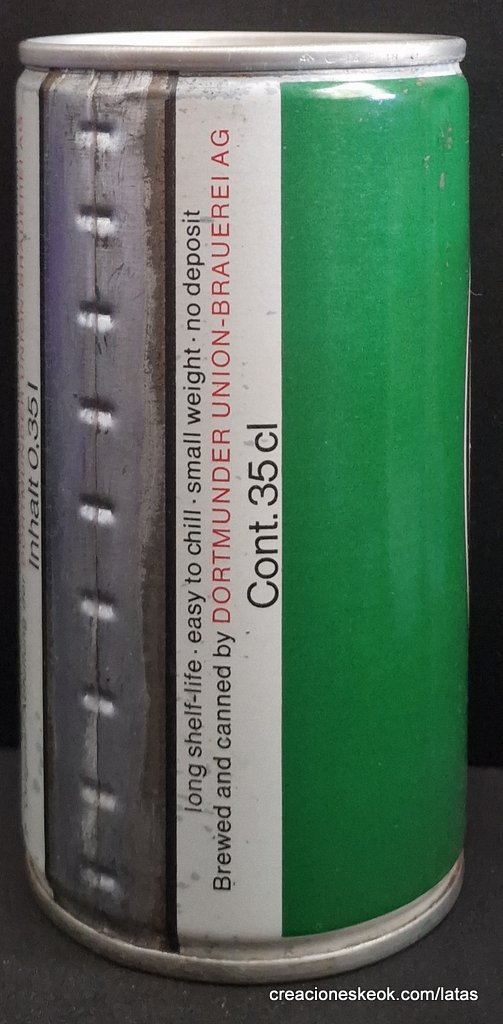 Inhalt 0,35 l
long shelf-life · easy to chill · small weight · no deposit
Brewed and canned by DORTMUNDER UNION-BRAUEREI AG
Cont. 35 cl
creacioneskeok.com/latas